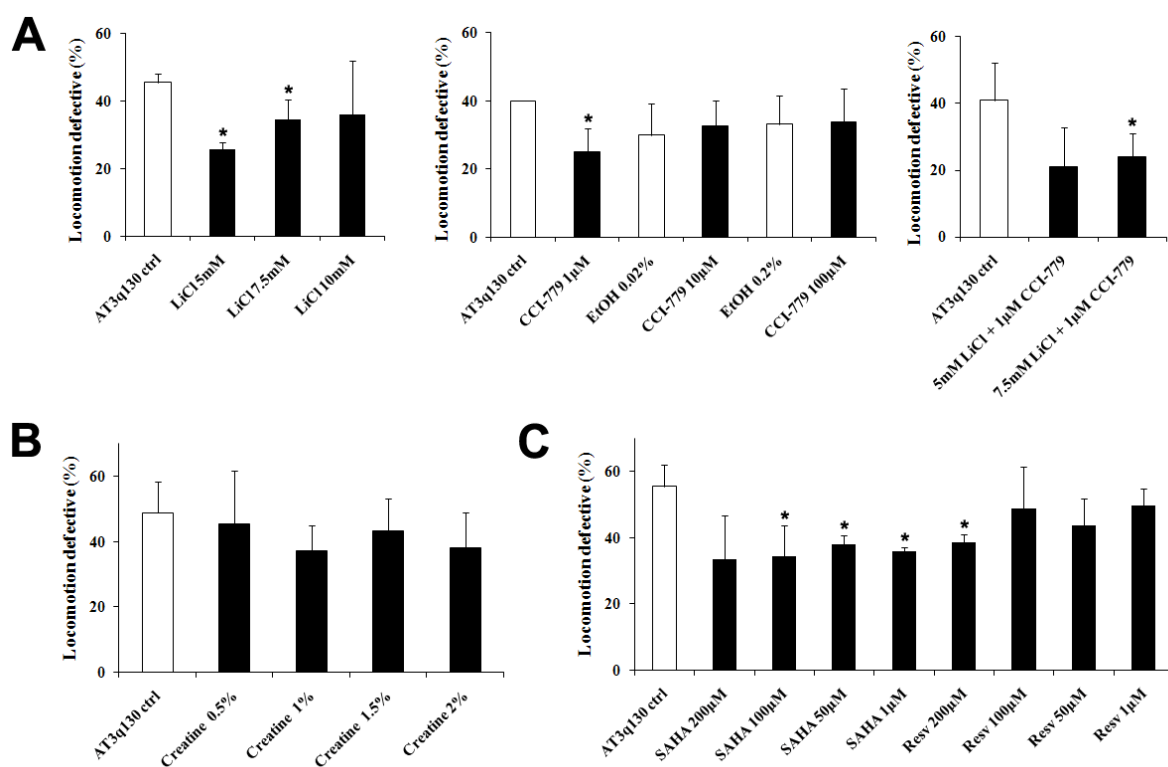 A
Locomotion defective (%)
60
40
20
0
AT3q130 ctrl
LiCl 5mM
LiCl 7.5mM
LiCl 10mM
*
*
Locomotion defective (%)
60
40
20
0
AT3q130 ctrl
CCI-779 1µM
EtOH 0.02%
CCI-779 10µM
EtOH 0.2%
CCI-779 100µM
*
Locomotion defective (%)
60
40
20
0
AT3q130 ctrl
5mM LiCl + 1µM CCI-779
7.5mM LiCl + 1µM CCI-779
*
B
Locomotion defective (%)
60
40
20
0
AT3q130 ctrl
Creatine 0.5%
Creatine 1%
Creatine 1.5%
Creatine 2%
C
Locomotion defective (%)
60
40
20
0
AT3q130 ctrl
SAHA 200µM
SAHA 100µM
SAHA 50µM
SAHA 1µM
Resv 200µM
Resv 100µM
Resv 50µM
Resv 1µM
*
*
*
*